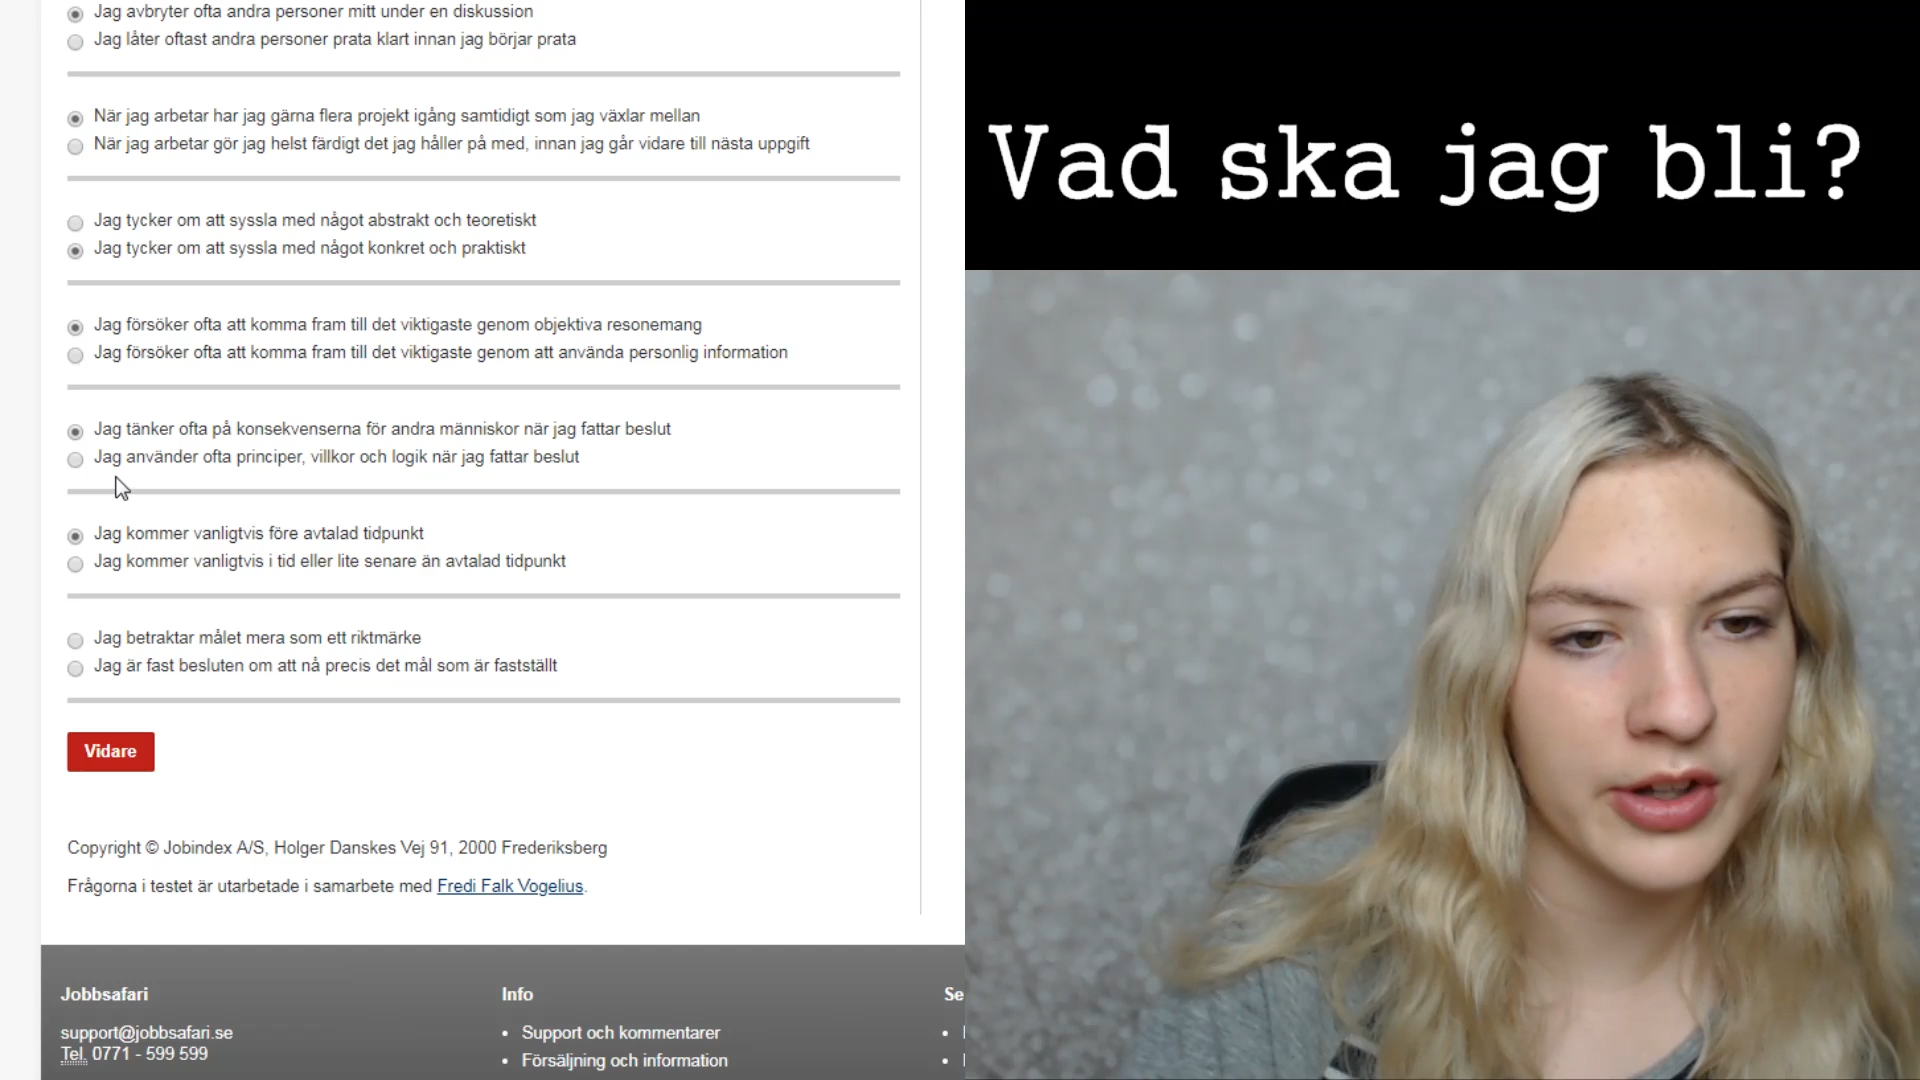 Jag avbryter ofta andra personer mitt under en diskussion
Jag låter oftast andra personer prata klart innan jag börjar prata
När jag arbetar har jag gärna flera projekt igång samtidigt som jag växlar mellan
När jag arbetar gör jag helst färdigt det jag håller på med, innan jag går vidare till nästa uppgift
Jag tycker om att syssla med något abstrakt och teoretiskt
Jag tycker om att syssla med något konkret och praktiskt
Jag försöker ofta att komma fram till det viktigaste genom objektiva resonemang
Jag försöker ofta att komma fram till det viktigaste genom att använda personlig information
Jag tänker ofta på konsekvenserna för andra människor när jag fattar beslut
Jag använder ofta principer, villkor och logik när jag fattar beslut
Jag kommer vanligtvis före avtalad tidpunkt
Jag kommer vanligtvis i tid eller lite senare än avtalad tidpunkt
Jag betraktar målet mera som ett riktmärke
Jag är fast besluten om att nå precis det mål som är fastställt
Vidare
Copyright © Jobindex A/S, Holger Danskes Vej 91, 2000 Frederiksberg
Frågorna i testet är utarbetade i samarbete med Fredi Falk Vogelius.
Jobbsafari
support@jobbsafari.se
Tel. 0771 - 599 599
Info
• Support och kommentarer
• Försäljning och information
Se
Vad ska jag bli?